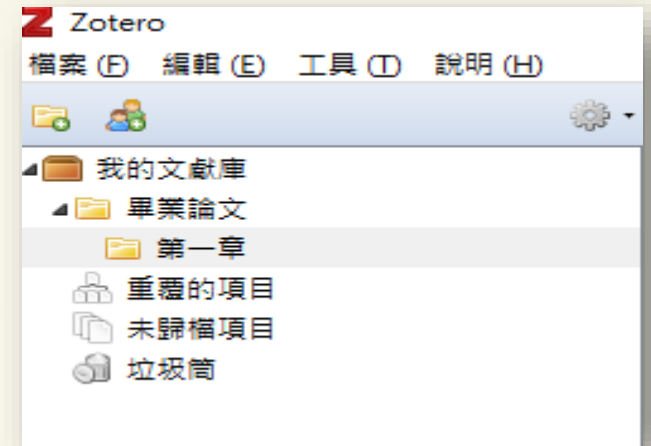 Zotero
檔案 (F) 編輯 (E) 工具 (T) 說明 (H)
我的文獻庫
畢業論文
第一章
重覆的項目
未歸檔項目
垃圾筒